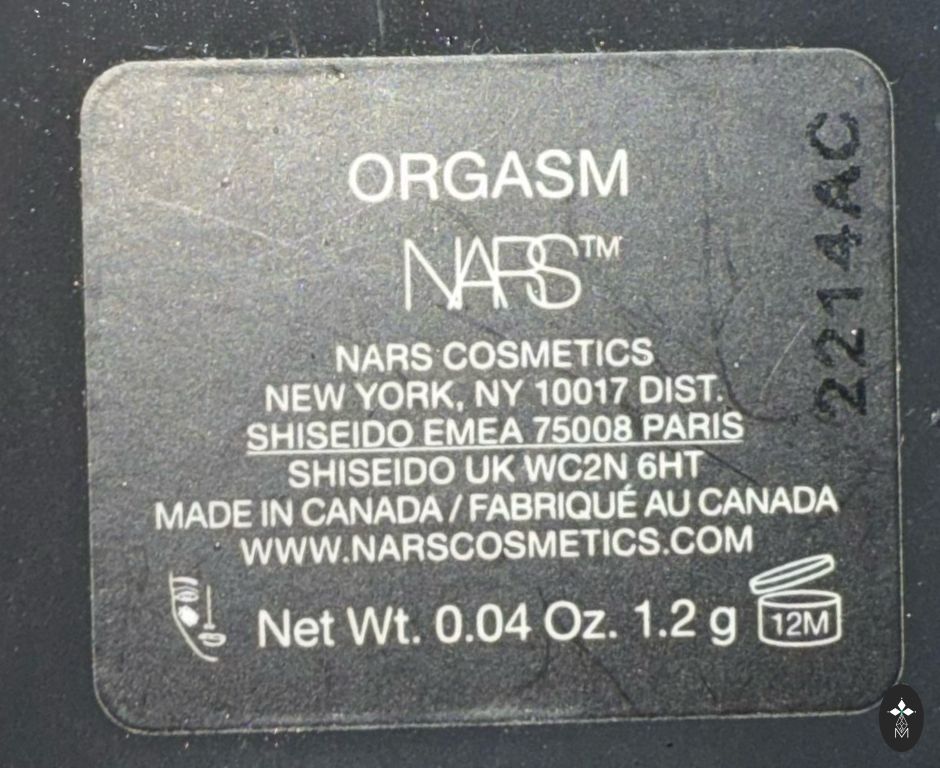 ORGASM
NARS™
NARS COSMETICS
NEW YORK, NY 10017 DIST.
SHISEIDO EMEA 75008 PARIS
SHISEIDO UK WC2N 6HT
MADE IN CANADA / FABRIQUÉ AU CANADA
WWW.NARSCOSMETICS.COM
Net Wt. 0.04 Oz. 1.2 g
12M
2214AC
M